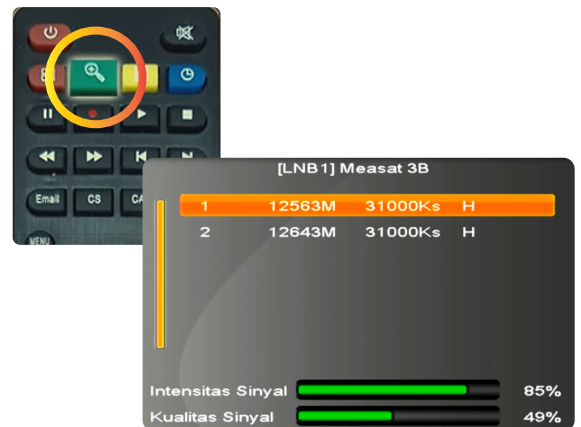 Email CS
MENU
[LNB1] Measat 3B
1 12563M 31000Ks H
2 12643M 31000Ks H
Intensitas Sinyal 85%
Kualitas Sinyal 49%